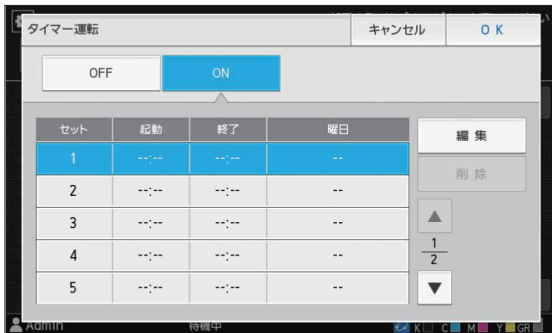 タイマー運転 キャンセル OK
OFF ON
セット 起動 終了 曜日 編集
1 --:-- --:-- --
削除
2 --:-- --:-- --
3 --:-- --:-- --
4 --:-- --:-- -- 1
2
5 --:-- --:-- --
Admin 待機中 K C M Y GR